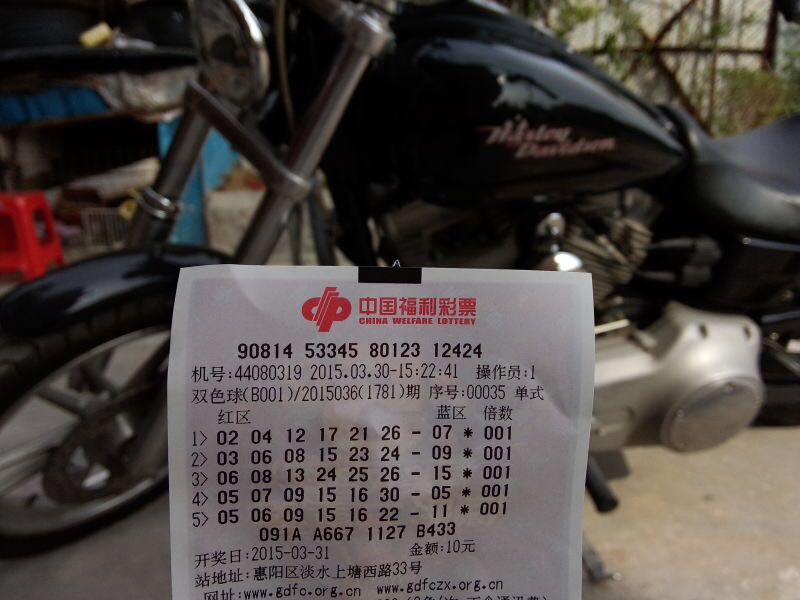 Harley
Davidson
A
中国福利彩票
CHINA WELFARE LOTTERY
90814 53345 80123 12424
机号:44080319 2015.03.30-15:22:41 操作员:1
双色球(B001)/2015036(1781)期 序号:00035 单式
红区 蓝区 倍数
1> 02 04 12 17 21 26 - 07 * 001
2> 03 06 08 15 23 24 - 09 * 001
3> 06 08 13 24 25 26 - 15 * 001
4> 05 07 09 15 16 30 - 05 * 001
5> 05 06 09 15 16 22 - 11 * 001
091A A667 1127 B433
开奖日:2015-03-31 金额:10元
站地址:惠阳区淡水上塘西路33号
网址:www.gdfc.org.cn www.gdfczx.org.cn